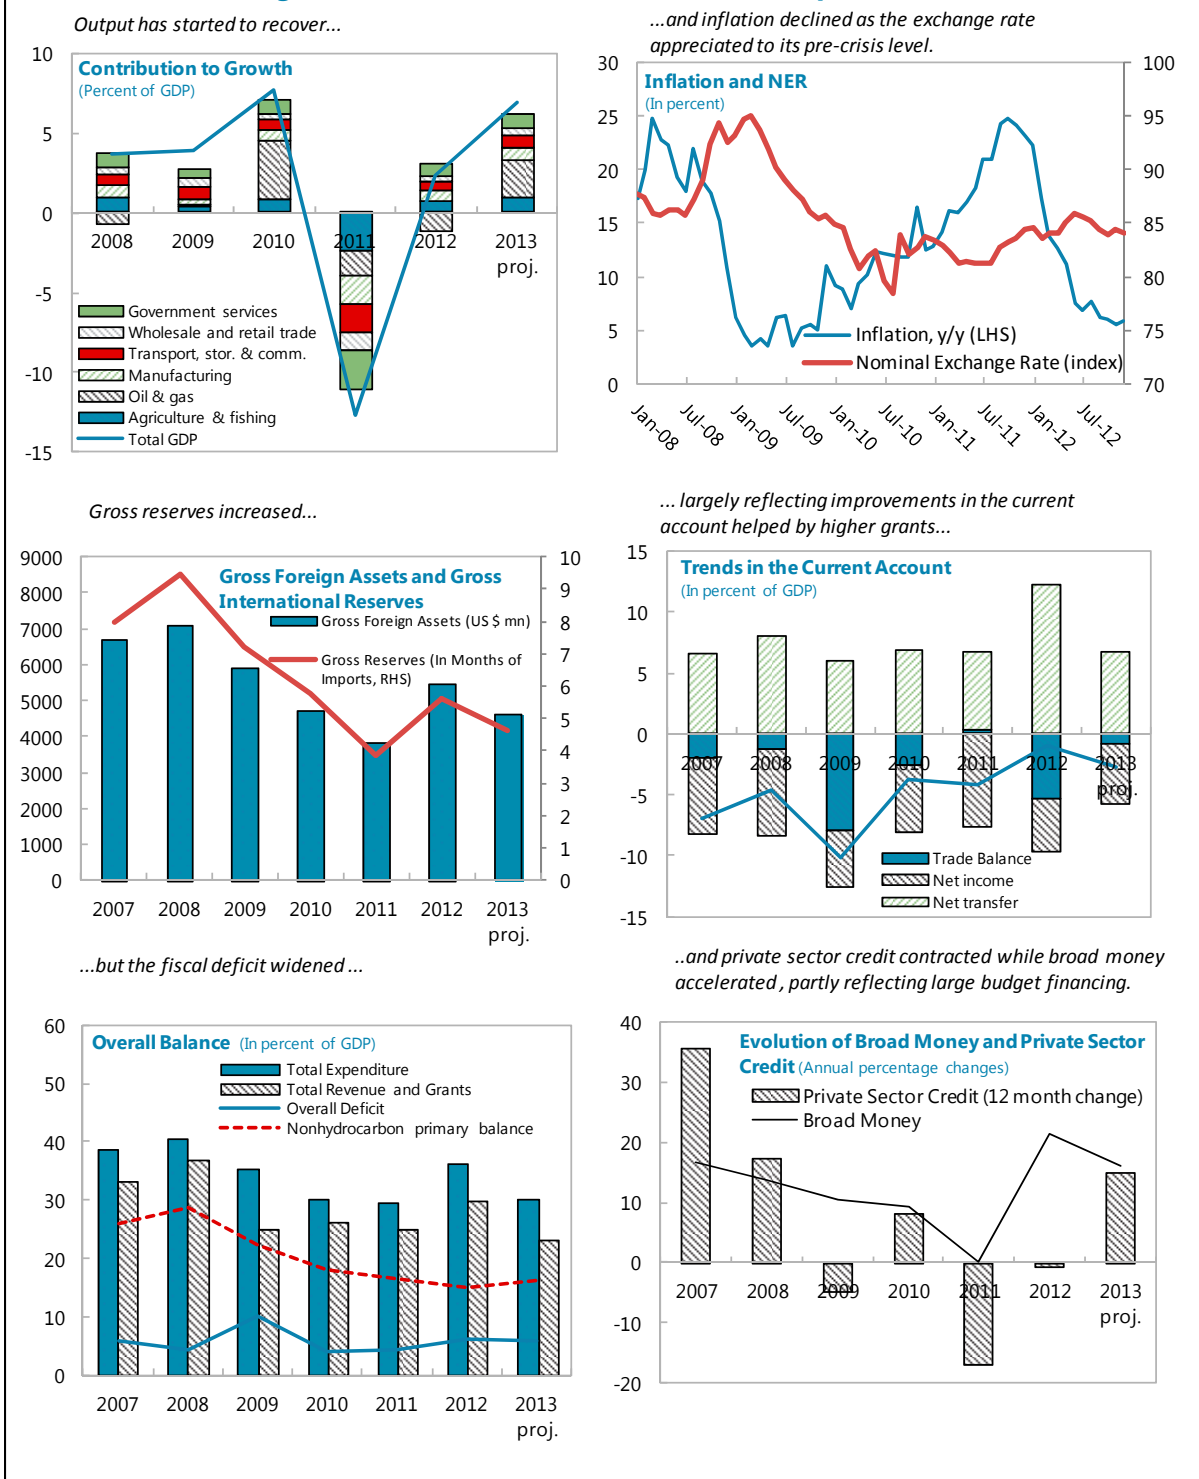 Output has started to recover...
10
5
0
-5
-10
-15
Contribution to Growth
(Percent of GDP)
2008
2009
2010
2011
2012
2013
proj.
Government services
Wholesale and retail trade
Transport, stor. & comm.
Manufacturing
Oil & gas
Agriculture & fishing
Total GDP
...and inflation declined as the exchange rate
appreciated to its pre-crisis level.
30
25
20
15
10
5
0
Inflation and NER
(In percent)
100
95
90
85
80
75
70
Inflation, y/y (LHS)
Nominal Exchange Rate (index)
Jan-08
Jul-08
Jan-09
Jul-09
Jan-10
Jul-10
Jan-11
Jul-11
Jan-12
Jul-12
Gross reserves increased...
9000
8000
7000
6000
5000
4000
3000
2000
1000
0
Gross Foreign Assets and Gross
International Reserves
Gross Foreign Assets (US $ mn)
Gross Reserves (In Months of
Imports, RHS)
10
9
8
7
6
5
4
3
2
1
0
2007
2008
2009
2010
2011
2012
2013
proj.
... largely reflecting improvements in the current
account helped by higher grants...
15
10
5
0
-5
-10
-15
Trends in the Current Account
(In percent of GDP)
2007
2008
2009
2010
2011
2012
2013
proj.
Trade Balance
Net income
Net transfer
...but the fiscal deficit widened ...
60
50
40
30
20
10
0
Overall Balance (In percent of GDP)
Total Expenditure
Total Revenue and Grants
Overall Deficit
Nonhydrocarbon primary balance
2007
2008
2009
2010
2011
2012
2013
proj.
..and private sector credit contracted while broad money
accelerated , partly reflecting large budget financing.
40
30
20
10
0
-10
-20
Evolution of Broad Money and Private Sector
Credit (Annual percentage changes)
Private Sector Credit (12 month change)
Broad Money
2007
2008
2009
2010
2011
2012
2013
proj.